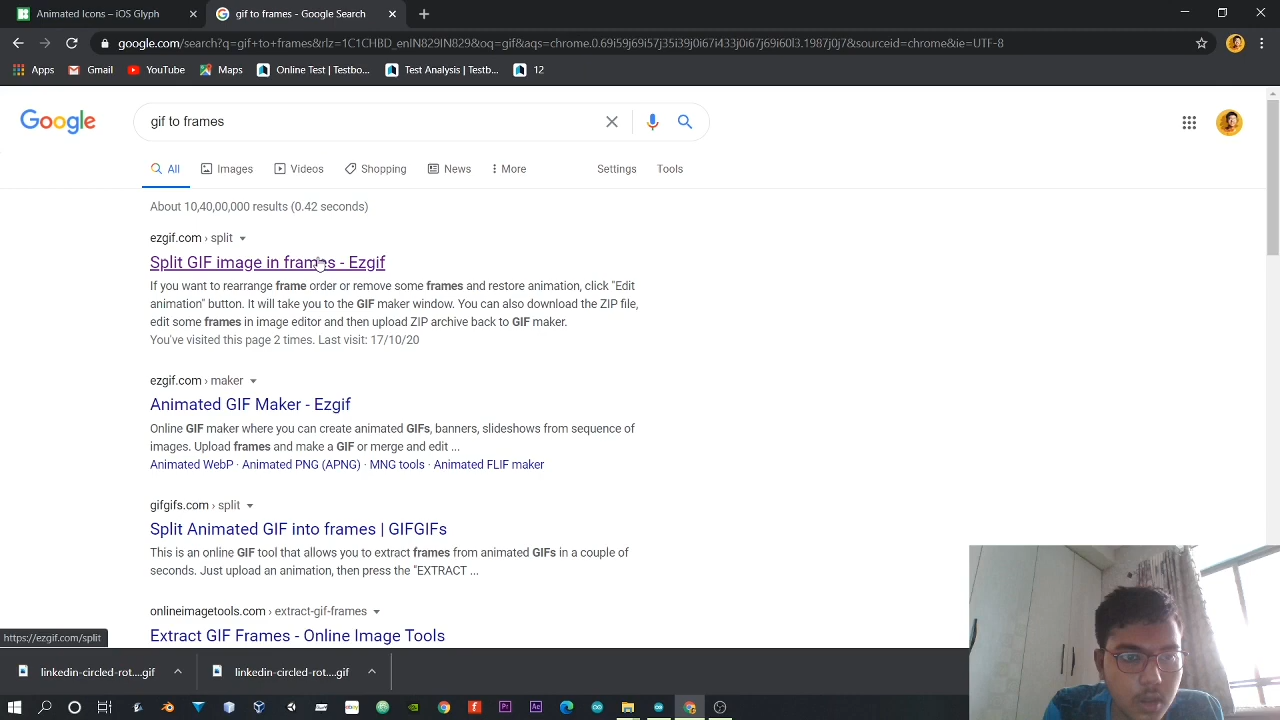 Animated Icons – iOS Glyph
gif to frames - Google Search
google.com/search?q=gif+to+frames&rlz=1C1CHBD_enIN829IN829&oq=gif&aqs=chrome.0.69i59j69i57j35i39j0i67i433j0i67j69i60l3.1987j0j7&sourceid=chrome&ie=UTF-8
Apps Gmail YouTube Maps Online Test | Testbo... Test Analysis | Testb... 12
Google
gif to frames
All Images Videos Shopping News More Settings Tools
About 10,40,00,000 results (0.42 seconds)
ezgif.com › split
Split GIF image in frames - Ezgif
If you want to rearrange frame order or remove some frames and restore animation, click "Edit
animation" button. It will take you to the GIF maker window. You can also download the ZIP file,
edit some frames in image editor and then upload ZIP archive back to GIF maker.
You've visited this page 2 times. Last visit: 17/10/20
ezgif.com › maker
Animated GIF Maker - Ezgif
Online GIF maker where you can create animated GIFs, banners, slideshows from sequence of
images. Upload frames and make a GIF or merge and edit ...
Animated WebP · Animated PNG (APNG) · MNG tools · Animated FLIF maker
gifgifs.com › split
Split Animated GIF into frames | GIFGIFs
This is an online GIF tool that allows you to extract frames from animated GIFs in a couple of
seconds. Just upload an animation, then press the "EXTRACT ...
onlineimagetools.com › extract-gif-frames
Extract GIF Frames - Online Image Tools
https://ezgif.com/split
linkedin-circled-rot....gif
linkedin-circled-rot....gif